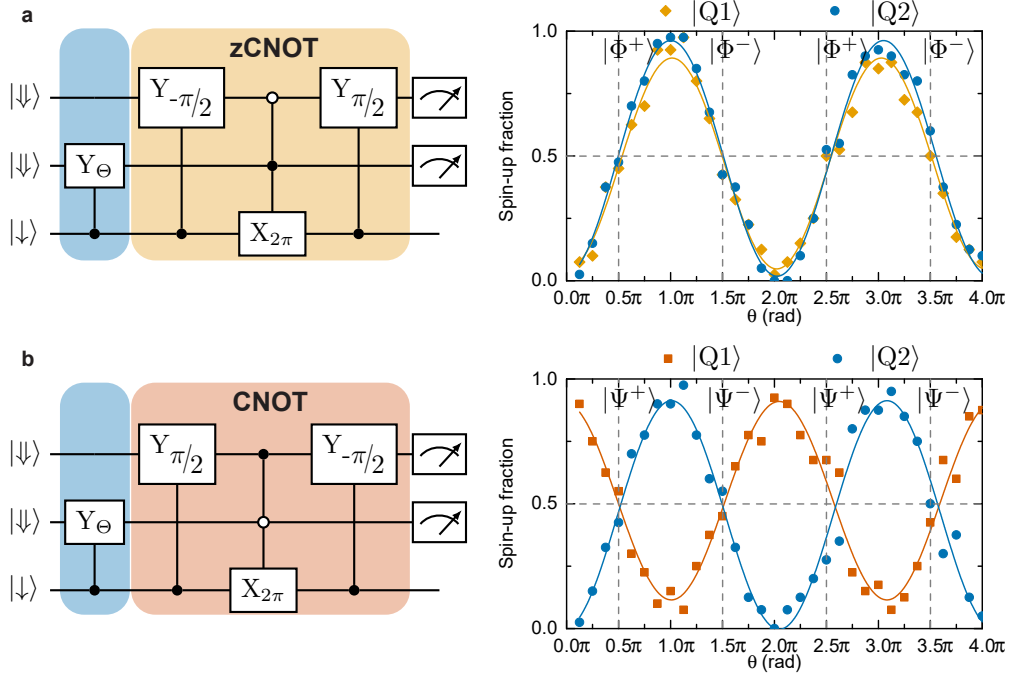 a
zCNOT
|⇓⟩ Y-π/2 Yπ/2
|⇓⟩ YΘ
|↓⟩ X2π
|Q1⟩ |Q2⟩
|Φ+⟩ |Φ−⟩ |Φ+⟩ |Φ−⟩
Spin-up fraction
1.0
0.5
0.0
0.0π 0.5π 1.0π 1.5π 2.0π 2.5π 3.0π 3.5π 4.0π
θ (rad)
b
CNOT
|⇓⟩ Yπ/2 Y-π/2
|⇓⟩ YΘ
|↓⟩ X2π
|Q1⟩ |Q2⟩
|Ψ+⟩ |Ψ−⟩ |Ψ+⟩ |Ψ−⟩
Spin-up fraction
1.0
0.5
0.0
0.0π 0.5π 1.0π 1.5π 2.0π 2.5π 3.0π 3.5π 4.0π
θ (rad)